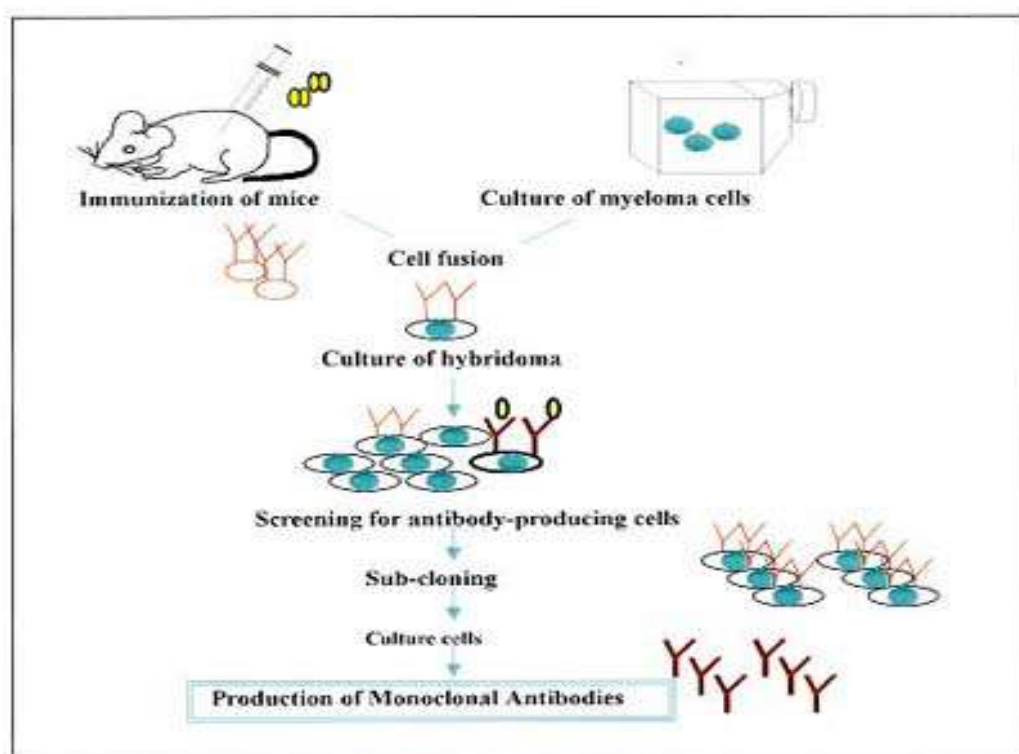 Immunization of mice
Culture of myeloma cells
Cell fusion
Culture of hybridoma
Screening for antibody-producing cells
Sub-cloning
Culture cells
Production of Monoclonal Antibodies